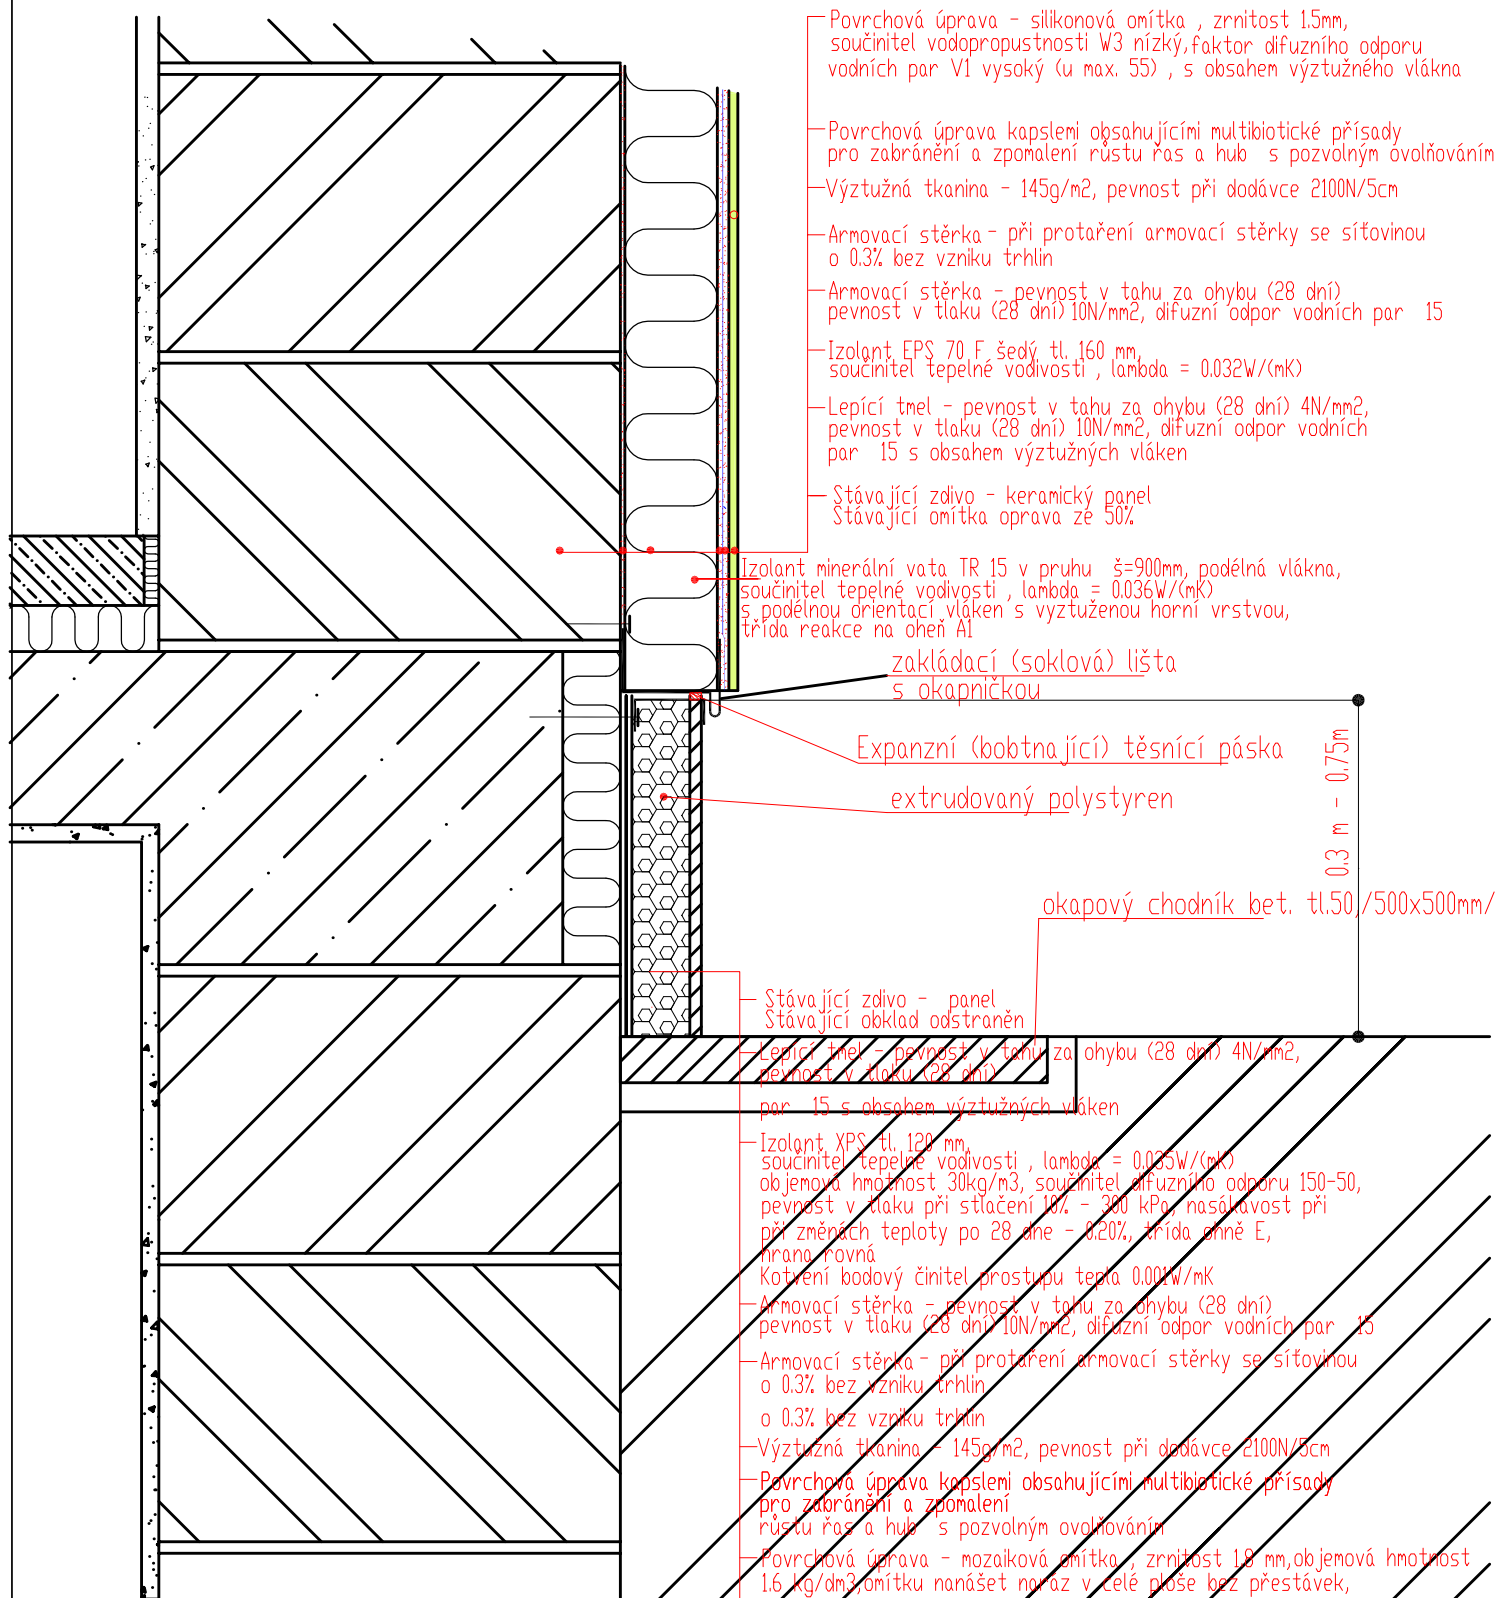 Povrchová úprava - silikonová omítka , zrnitost 1.5mm,
součinitel vodopropustnosti W3 nízký,faktor difuzního odporu
vodních par V1 vysoký (u max. 55) , s obsahem výztužného vlákna
Povrchová úprava kapslemi obsahujícími multibiotické přísady
pro zabránění a zpomalení růstu řas a hub s pozvolným ovolňováním
Výztužná tkanina - 145g/m2, pevnost při dodávce 2100N/5cm
Armovací stěrka - při protaření armovací stěrky se síťovinou
o 0.3% bez vzniku trhlin
Armovací stěrka - pevnost v tahu za ohybu (28 dní)
pevnost v tlaku (28 dní) 10N/mm2, difuzní odpor vodních par 15
Izolant EPS 70 F šedý tl. 160 mm,
součinitel tepelné vodivosti , lambda = 0.032W/(mK)
Lepící tmel - pevnost v tahu za ohybu (28 dní) 4N/mm2,
pevnost v tlaku (28 dní) 10N/mm2, difuzní odpor vodních
par 15 s obsahem výztužných vláken
Stávající zdivo - keramický panel
Stávající omítka oprava ze 50%
Izolant minerální vata TR 15 v pruhu š=900mm, podélná vlákna,
součinitel tepelné vodivosti , lambda = 0.036W/(mK)
s podélnou orientací vláken s vyztuženou horní vrstvou,
třída reakce na oheň A1
zakládací (soklová) lišta
s okapničkou
Expanzní (bobtnající) těsnící páska
extrudovaný polystyren
0.3 m - 0.75m
okapový chodník bet. tl.50,/500x500mm/
Stávající zdivo - panel
Stávající obklad odstraněn
Lepící tmel - pevnost v tahu za ohybu (28 dní) 4N/mm2,
pevnost v tlaku (28 dní)
par 15 s obsahem výztužných vláken
Izolant XPS tl. 120 mm,
součinitel tepelné vodivosti , lambda = 0.035W/(mK)
objemová hmotnost 30kg/m3, součinitel difuzního odporu 150-50,
pevnost v tlaku při stlačení 10% - 300 kPa, nasákavost při
při změnách teploty po 28 dne - 0.20%, třída ohně E,
hrana rovná
Kotvení bodový činitel prostupu tepla 0.001W/mK
Armovací stěrka - pevnost v tahu za ohybu (28 dní)
pevnost v tlaku (28 dní) 10N/mm2, difuzní odpor vodních par 15
Armovací stěrka - při protaření armovací stěrky se síťovinou
o 0.3% bez vzniku trhlin
o 0.3% bez vzniku trhlin
Výztužná tkanina - 145g/m2, pevnost při dodávce 2100N/5cm
Povrchová úprava kapslemi obsahujícími multibiotické přísady
pro zabránění a zpomalení
růstu řas a hub s pozvolným ovolňováním
Povrchová úprava - mozaiková omítka , zrnitost 1.8 mm,objemová hmotnost
1.6 kg/dm3,omítku nanášet naráz v celé ploše bez přestávek,